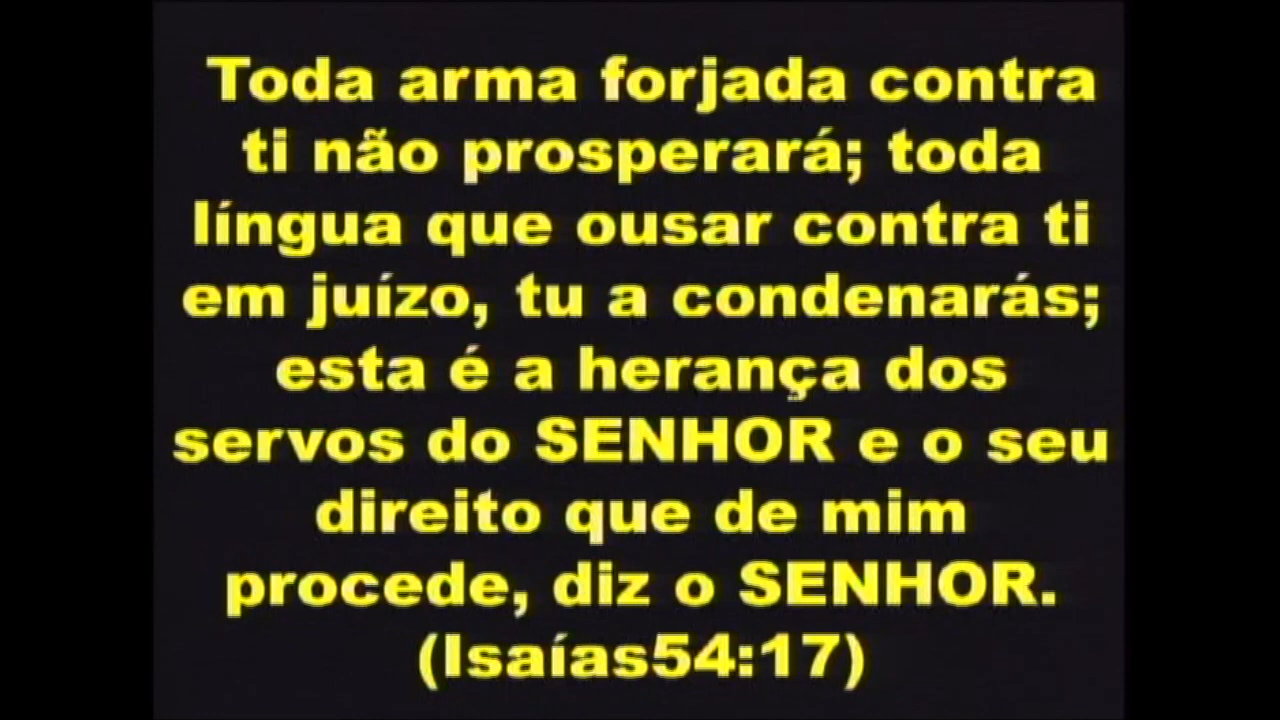 Toda arma forjada contra
ti não prosperará; toda
língua que ousar contra ti
em juízo, tu a condenarás;
esta é a herança dos
servos do SENHOR e o seu
direito que de mim
procede, diz o SENHOR.
(Isaías54:17)